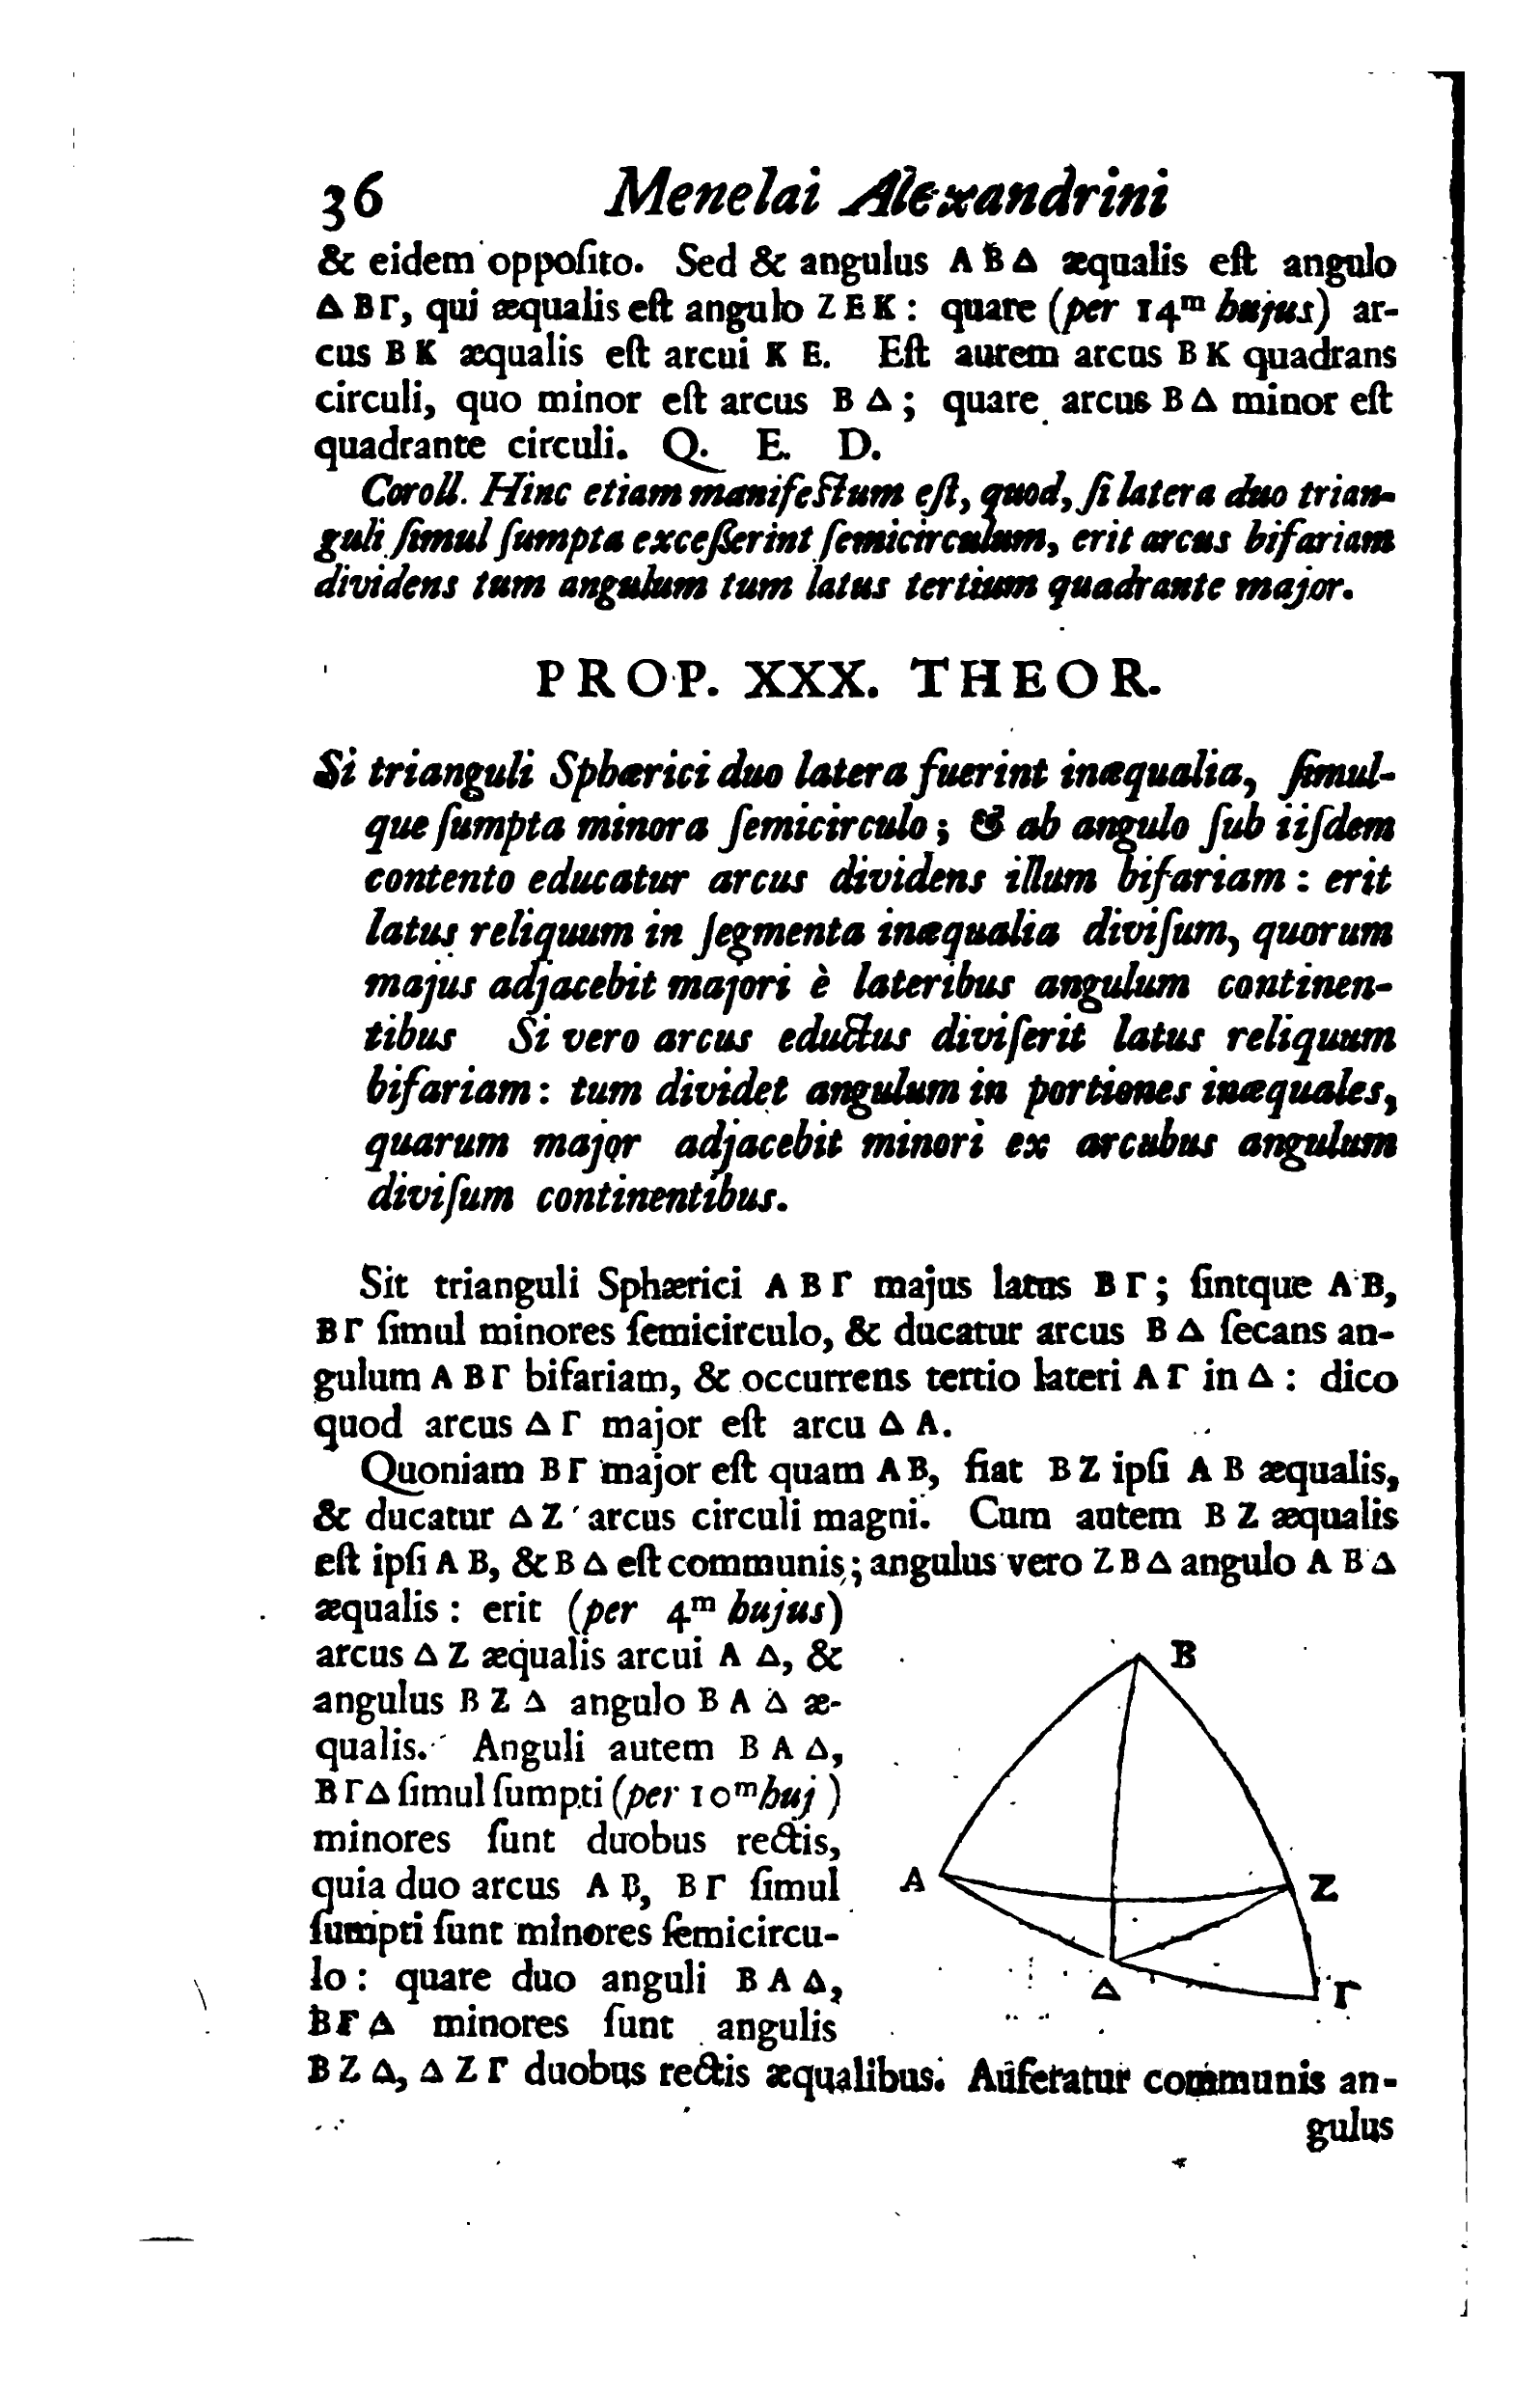 36 Menelai Alexandrini
& eidem oppoſito. Sed & angulus Α Β Δ æqualis eſt angulo
Δ Β Γ, qui æqualis eſt angulo Ζ Ε Κ : quare (per 14ᵐ hujus) ar-
cus Β Κ æqualis eſt arcui Κ Ε. Eſt autem arcus Β Κ quadrans
circuli, quo minor eſt arcus Β Δ ; quare arcus Β Δ minor eſt
quadrante circuli. Q. E. D.
Coroll. Hinc etiam manifeſtum eſt, quod, ſi latera duo trian-
guli ſimul ſumpta exceſſerint ſemicirculum, erit arcus bifariam
dividens tum angulum tum latus tertium quadrante major.
PROP. XXX. THEOR.
Si trianguli Sphærici duo latera fuerint inæqualia, ſimul-
que ſumpta minora ſemicirculo ; & ab angulo ſub iiſdem
contento educatur arcus dividens illum bifariam : erit
latus reliquum in ſegmenta inæqualia diviſum, quorum
majus adjacebit majori è lateribus angulum continen-
tibus Si vero arcus eductus diviſerit latus reliquum
bifariam : tum dividet angulum in portiones inæquales,
quarum major adjacebit minori ex arcubus angulum
diviſum continentibus.
Sit trianguli Sphærici Α Β Γ majus latus Β Γ ; ſintque Α Β,
Β Γ ſimul minores ſemicirculo, & ducatur arcus Β Δ ſecans an-
gulum Α Β Γ bifariam, & occurrens tertio lateri Α Γ in Δ : dico
quod arcus Δ Γ major eſt arcu Δ Α.
Quoniam Β Γ major eſt quam Α Β, fiat Β Ζ ipſi Α Β æqualis,
& ducatur Δ Ζ arcus circuli magni. Cum autem Β Ζ æqualis
eſt ipſi Α Β, & Β Δ eſt communis ; angulus vero Ζ Β Δ angulo Α Β Δ
æqualis : erit (per 4ᵐ hujus)
arcus Δ Ζ æqualis arcui Α Δ, &
angulus Β Ζ Δ angulo Β Α Δ æ-
qualis. Anguli autem Β Α Δ,
Β Γ Δ ſimul ſumpti (per 10ᵐ huj )
minores ſunt duobus rectis,
quia duo arcus Α Β, Β Γ ſimul
ſumpti ſunt minores ſemicircu-
lo : quare duo anguli Β Α Δ,
Β Γ Δ minores ſunt angulis
Β Ζ Δ, Δ Ζ Γ duobus rectis æqualibus. Auferatur communis an-
gulus
Β
Α
Ζ
Δ
Γ